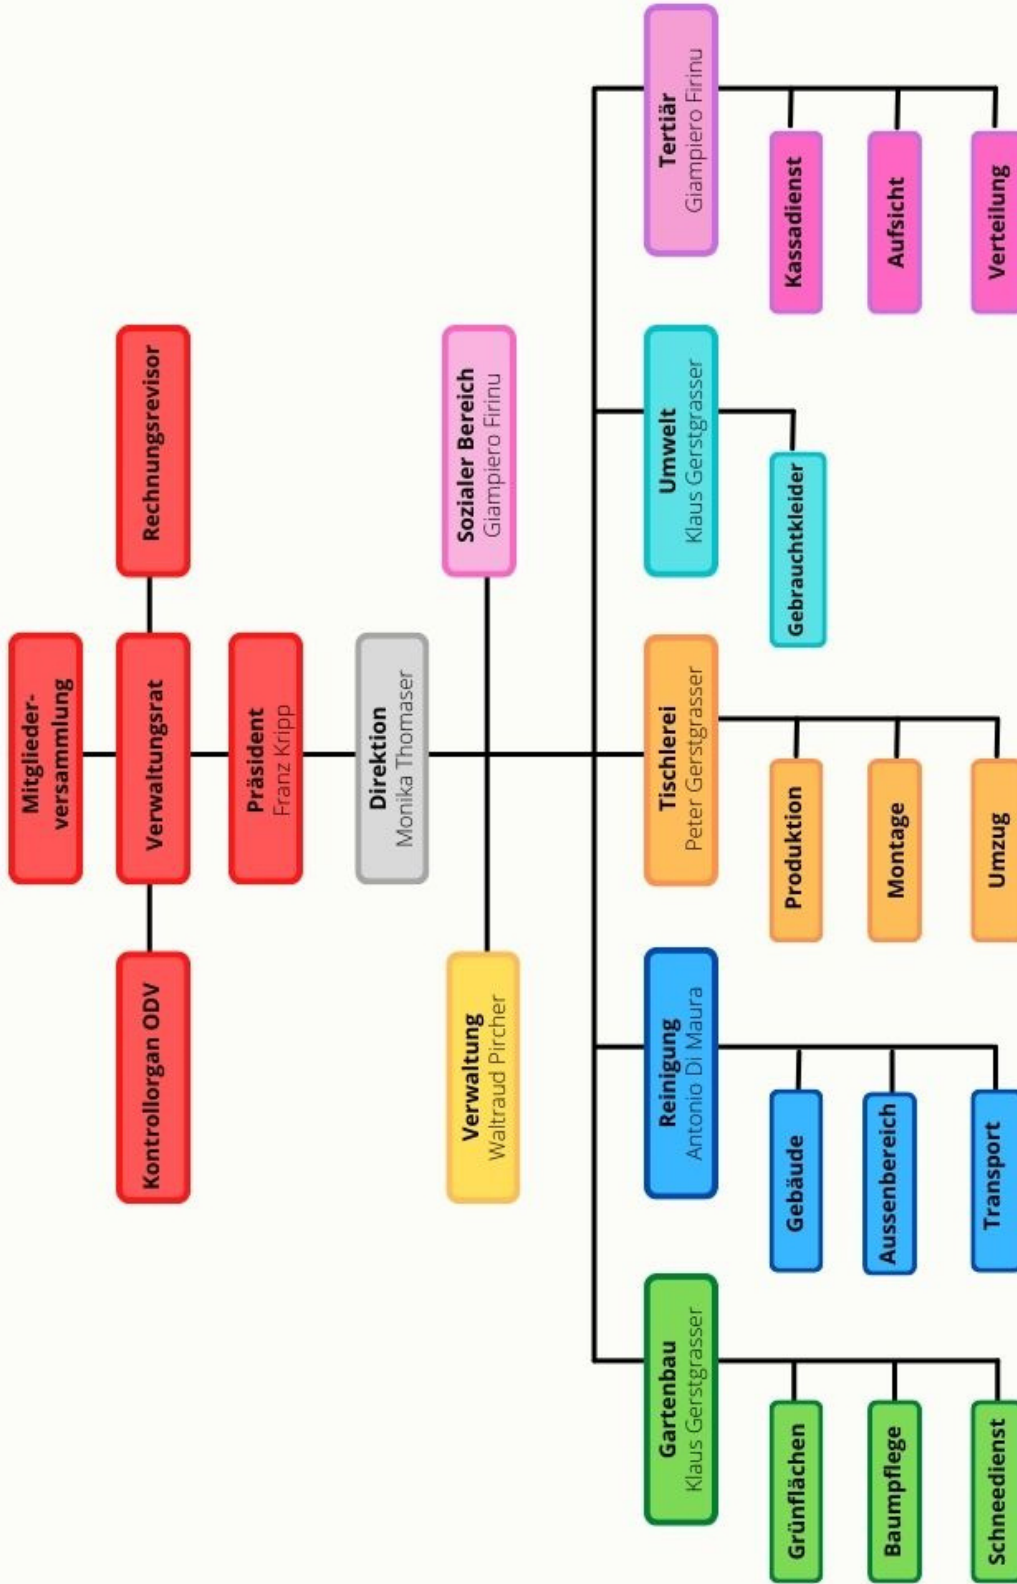 Mitglieder-
versammlung
Kontrollorgan ODV
Verwaltungsrat
Rechnungsrevisor
Präsident
Franz Kripp
Direktion
Monika Thomaser
Verwaltung
Waltraud Pircher
Sozialer Bereich
Giampiero Firinu
Gartenbau
Klaus Gerstgrasser
Reinigung
Antonio Di Maura
Tischlerei
Peter Gerstgrasser
Umwelt
Klaus Gerstgrasser
Tertiär
Giampiero Firinu
Grünflächen
Baumpflege
Schneedienst
Gebäude
Aussenbereich
Transport
Produktion
Montage
Umzug
Gebrauchtkleider
Kassadienst
Aufsicht
Verteilung